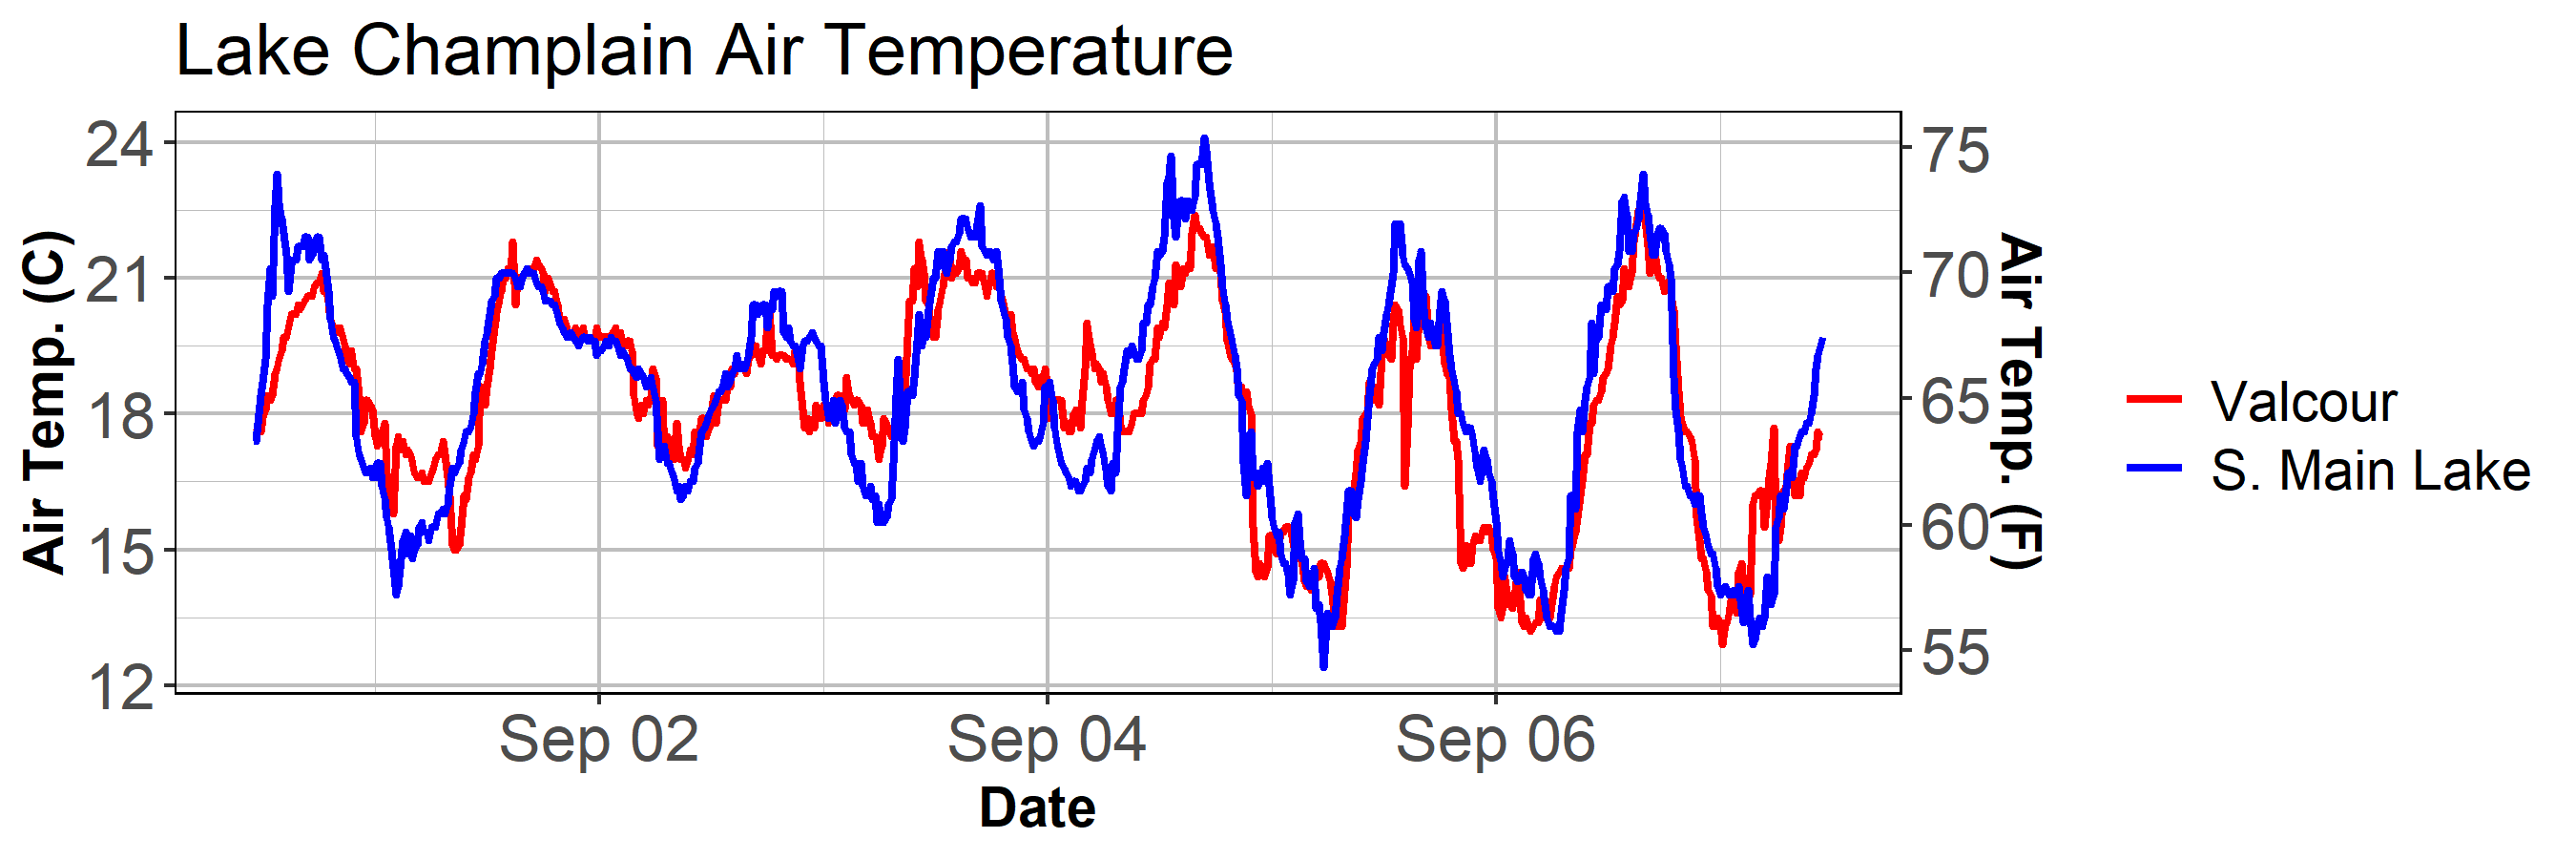 Lake Champlain Air Temperature
Air Temp. (C)
24
21
18
15
12
75
70
65
60
55
Air Temp. (F)
Sep 02
Sep 04
Sep 06
Date
Valcour
S. Main Lake